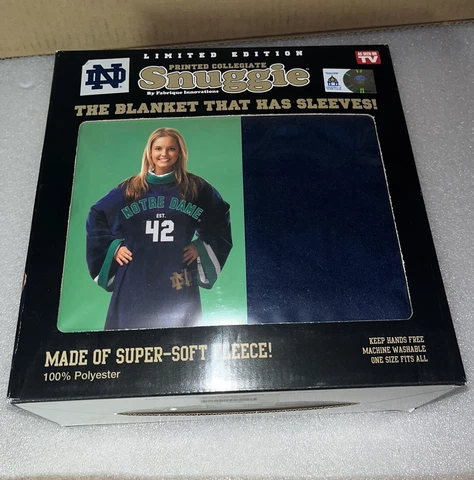 LIMITED EDITION
AS SEEN ON
TV
PRINTED COLLEGIATE
Snuggie
By Fabrique Innovations
ND
THE BLANKET THAT HAS SLEEVES!
NOTRE DAME
EST.
42
ND
MADE OF SUPER-SOFT FLEECE!
100% Polyester
KEEP HANDS FREE
MACHINE WASHABLE
ONE SIZE FITS ALL